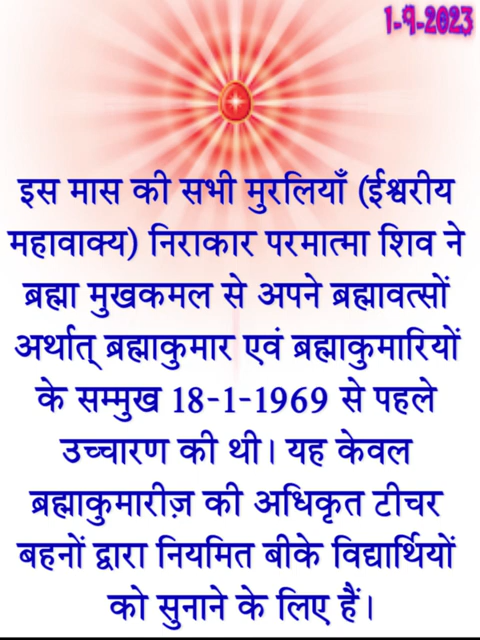 1-9-2023
इस मास की सभी मुरलियाँ (ईश्वरीय
महावाक्य) निराकार परमात्मा शिव ने
ब्रह्मा मुखकमल से अपने ब्रह्मावत्सों
अर्थात् ब्रह्माकुमार एवं ब्रह्माकुमारियों
के सम्मुख 18-1-1969 से पहले
उच्चारण की थी। यह केवल
ब्रह्माकुमारीज़ की अधिकृत टीचर
बहनों द्वारा नियमित बीके विद्यार्थियों
को सुनाने के लिए हैं।